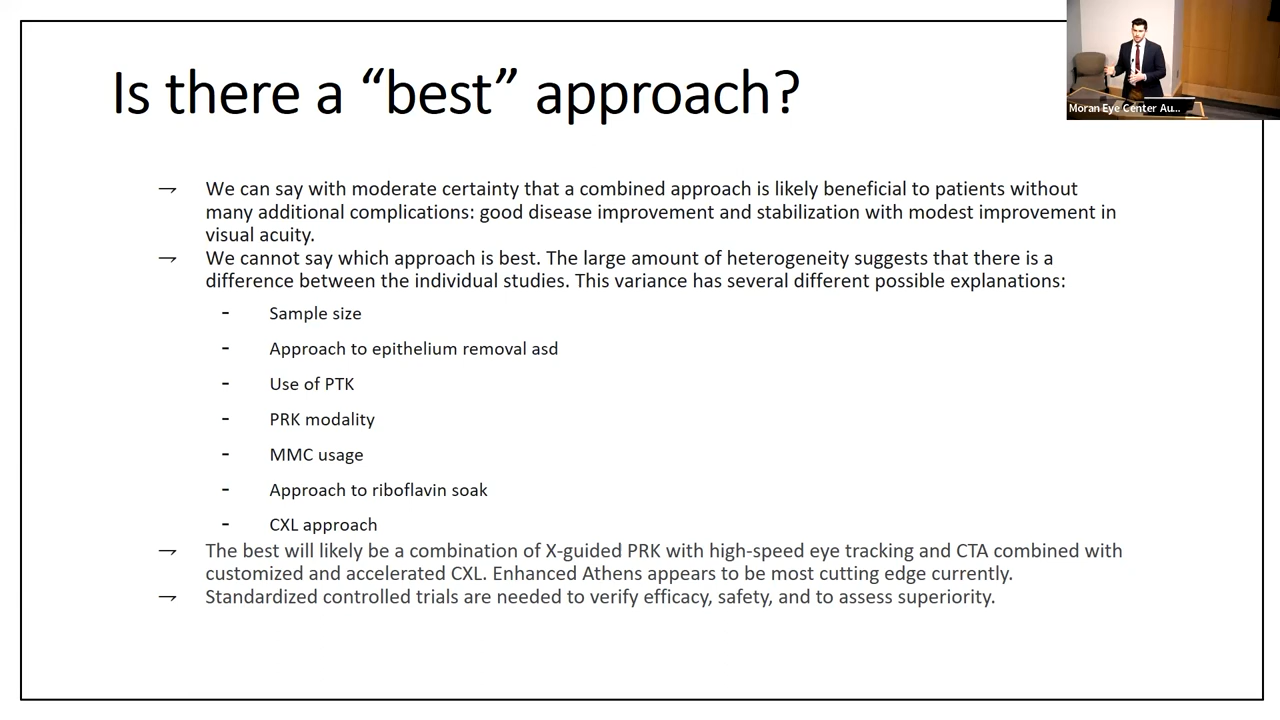 Is there a “best” approach?
Moran Eye Center Au...
→ We can say with moderate certainty that a combined approach is likely beneficial to patients without
many additional complications: good disease improvement and stabilization with modest improvement in
visual acuity.
→ We cannot say which approach is best. The large amount of heterogeneity suggests that there is a
difference between the individual studies. This variance has several different possible explanations:
- Sample size
- Approach to epithelium removal asd
- Use of PTK
- PRK modality
- MMC usage
- Approach to riboflavin soak
- CXL approach
→ The best will likely be a combination of X-guided PRK with high-speed eye tracking and CTA combined with
customized and accelerated CXL. Enhanced Athens appears to be most cutting edge currently.
→ Standardized controlled trials are needed to verify efficacy, safety, and to assess superiority.